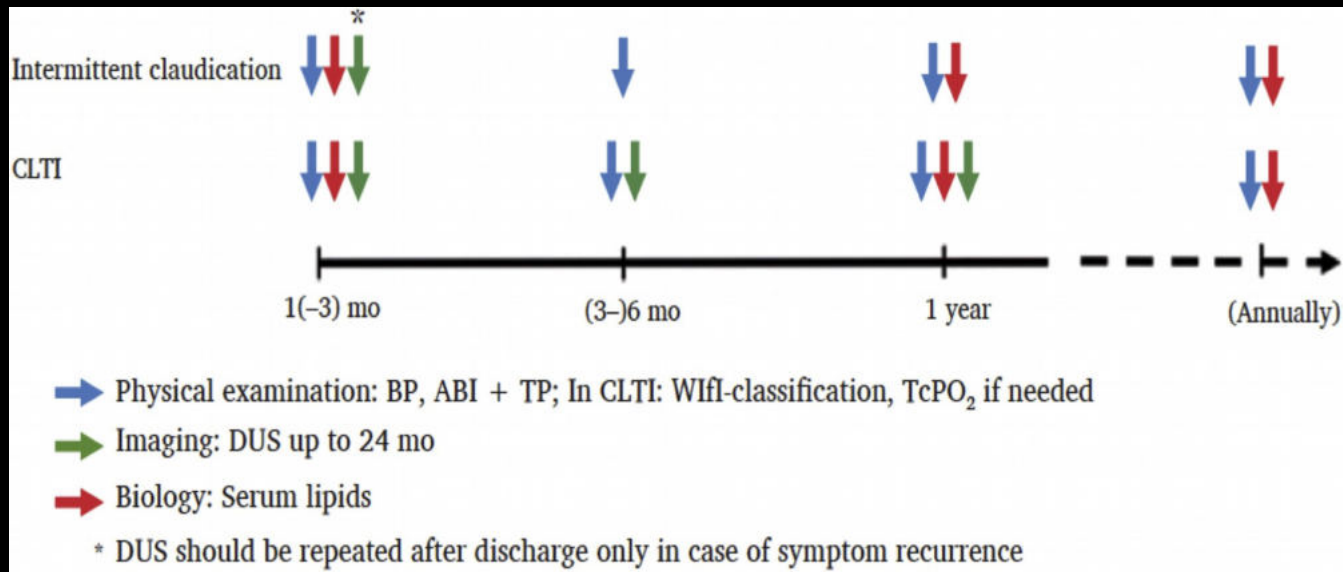 *
Intermittent claudication
CLTI
1(–3) mo (3–)6 mo 1 year (Annually)
Physical examination: BP, ABI + TP; In CLTI: WIfI-classification, TcPO₂ if needed
Imaging: DUS up to 24 mo
Biology: Serum lipids
* DUS should be repeated after discharge only in case of symptom recurrence